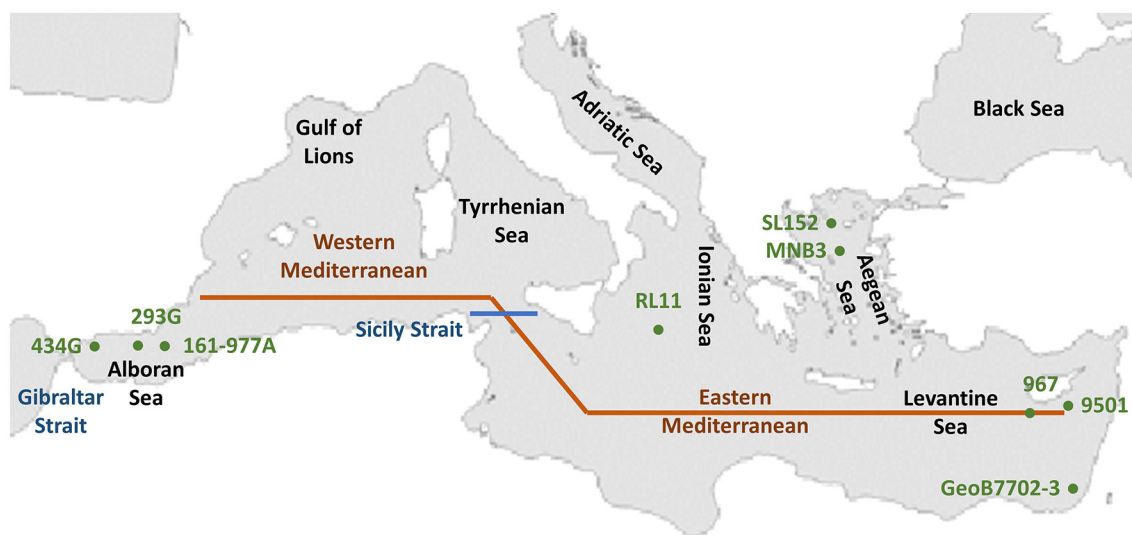 Black Sea
Adriatic Sea
Gulf of
Lions
Tyrrhenian
Sea
SL152
MNB3
Western
Mediterranean
Ionian Sea
Aegean
Sea
RL11
293G
Sicily Strait
434G
161-977A
Alboran
Sea
Gibraltar
Strait
967
9501
Eastern
Mediterranean
Levantine
Sea
GeoB7702-3